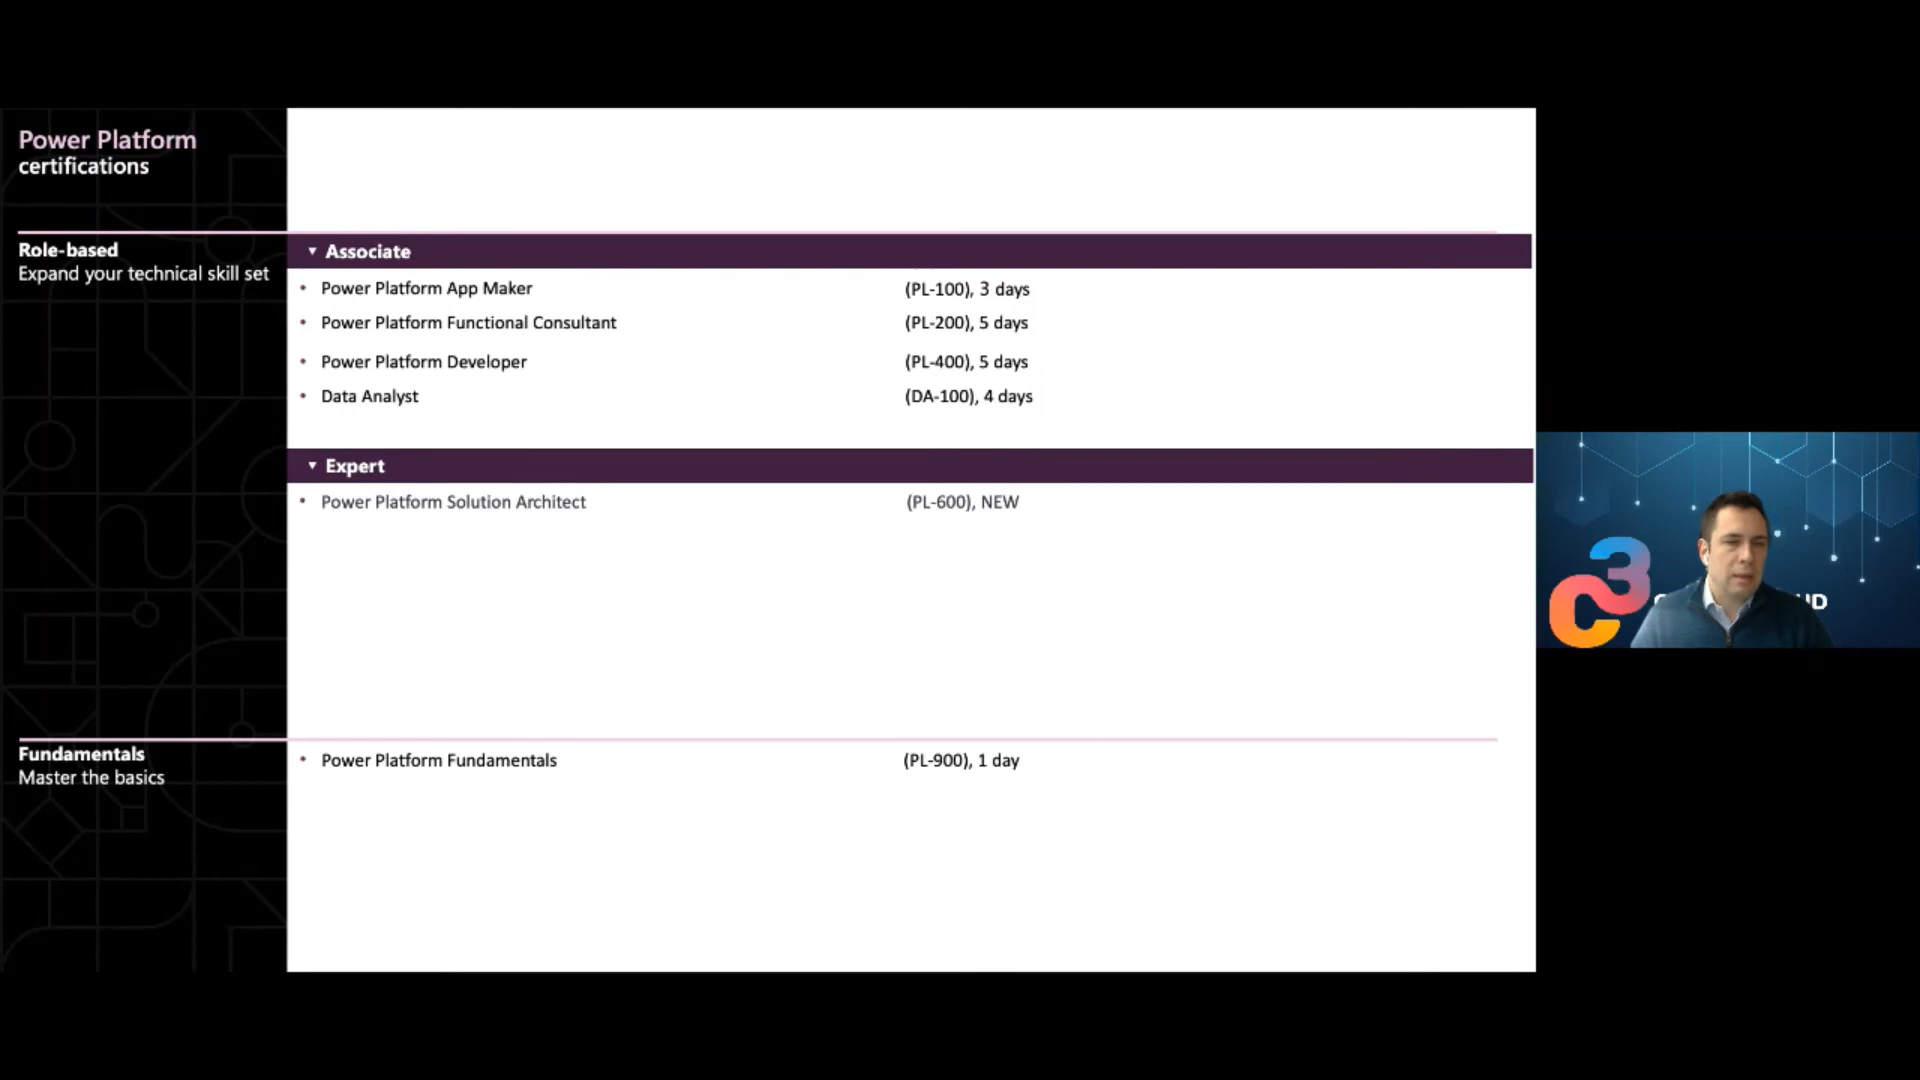 Power Platform
certifications
Role-based
Expand your technical skill set
▼ Associate
• Power Platform App Maker (PL-100), 3 days
• Power Platform Functional Consultant (PL-200), 5 days
• Power Platform Developer (PL-400), 5 days
• Data Analyst (DA-100), 4 days
▼ Expert
• Power Platform Solution Architect (PL-600), NEW
Fundamentals
Master the basics
• Power Platform Fundamentals (PL-900), 1 day
C3